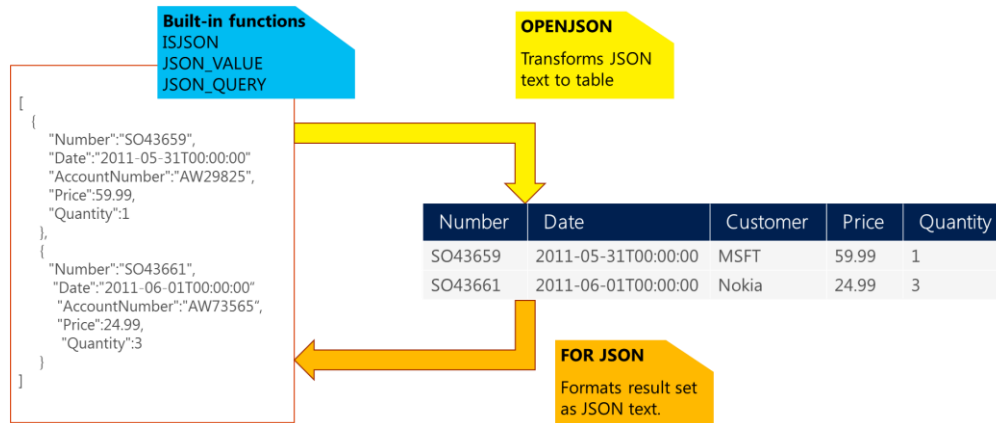 Built-in functions
ISJSON
JSON_VALUE
JSON_QUERY
OPENJSON
Transforms JSON
text to table
[
{
"Number":"SO43659",
"Date":"2011-05-31T00:00:00"
"AccountNumber":"AW29825",
"Price":59.99,
"Quantity":1
},
{
"Number":"SO43661",
"Date":"2011-06-01T00:00:00"
"AccountNumber":"AW73565",
"Price":24.99,
"Quantity":3
}
]
Number Date Customer Price Quantity
SO43659 2011-05-31T00:00:00 MSFT 59.99 1
SO43661 2011-06-01T00:00:00 Nokia 24.99 3
FOR JSON
Formats result set
as JSON text.